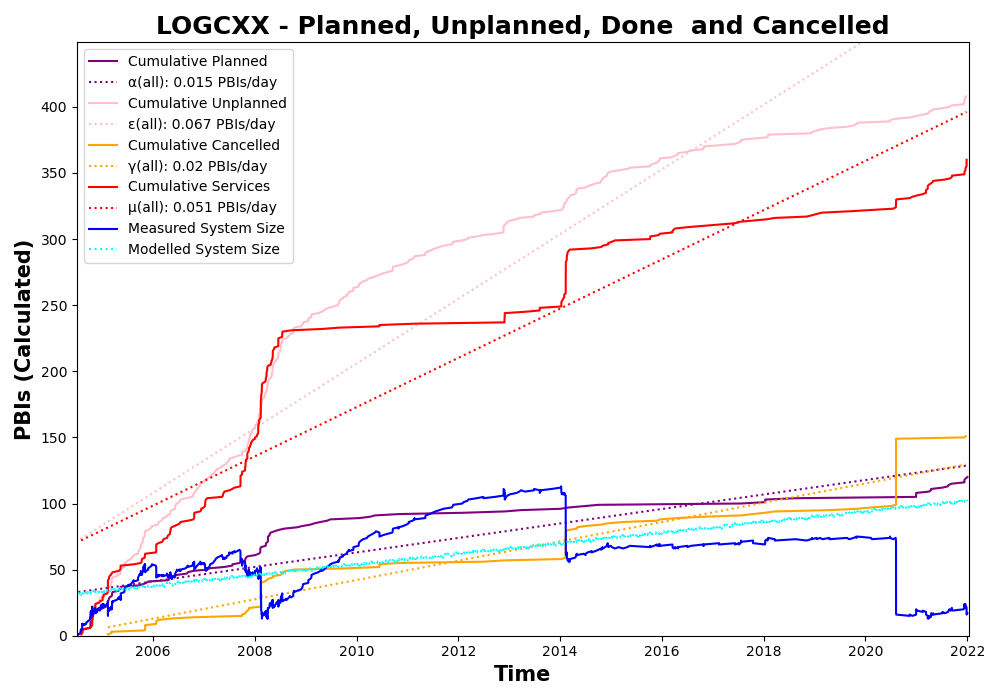 LOGCXX - Planned, Unplanned, Done  and Cancelled
Cumulative Planned
α(all): 0.015 PBIs/day
Cumulative Unplanned
ε(all): 0.067 PBIs/day
Cumulative Cancelled
γ(all): 0.02 PBIs/day
Cumulative Services
μ(all): 0.051 PBIs/day
Measured System Size
Modelled System Size
PBIs (Calculated)
400
350
300
250
200
150
100
50
0
2006 2008 2010 2012 2014 2016 2018 2020 2022
Time